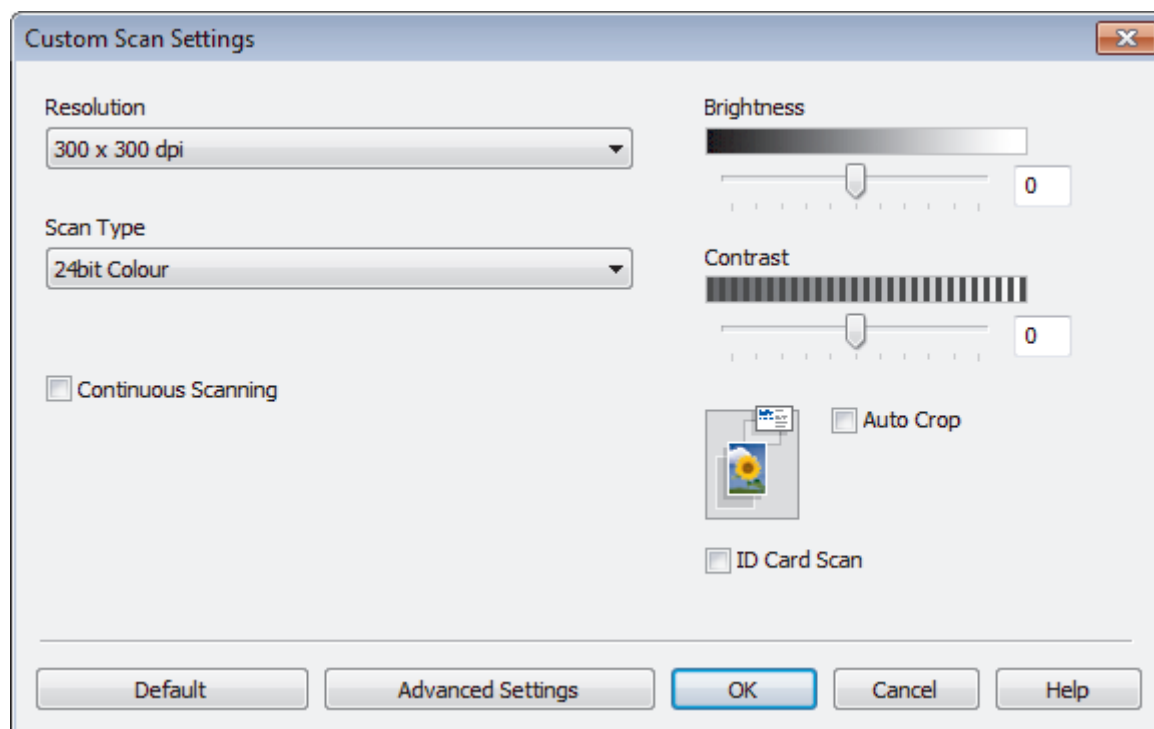 Custom Scan Settings
Resolution
300 x 300 dpi
Scan Type
24bit Colour
Continuous Scanning
Brightness
0
Contrast
0
Auto Crop
ID Card Scan
Default
Advanced Settings
OK
Cancel
Help